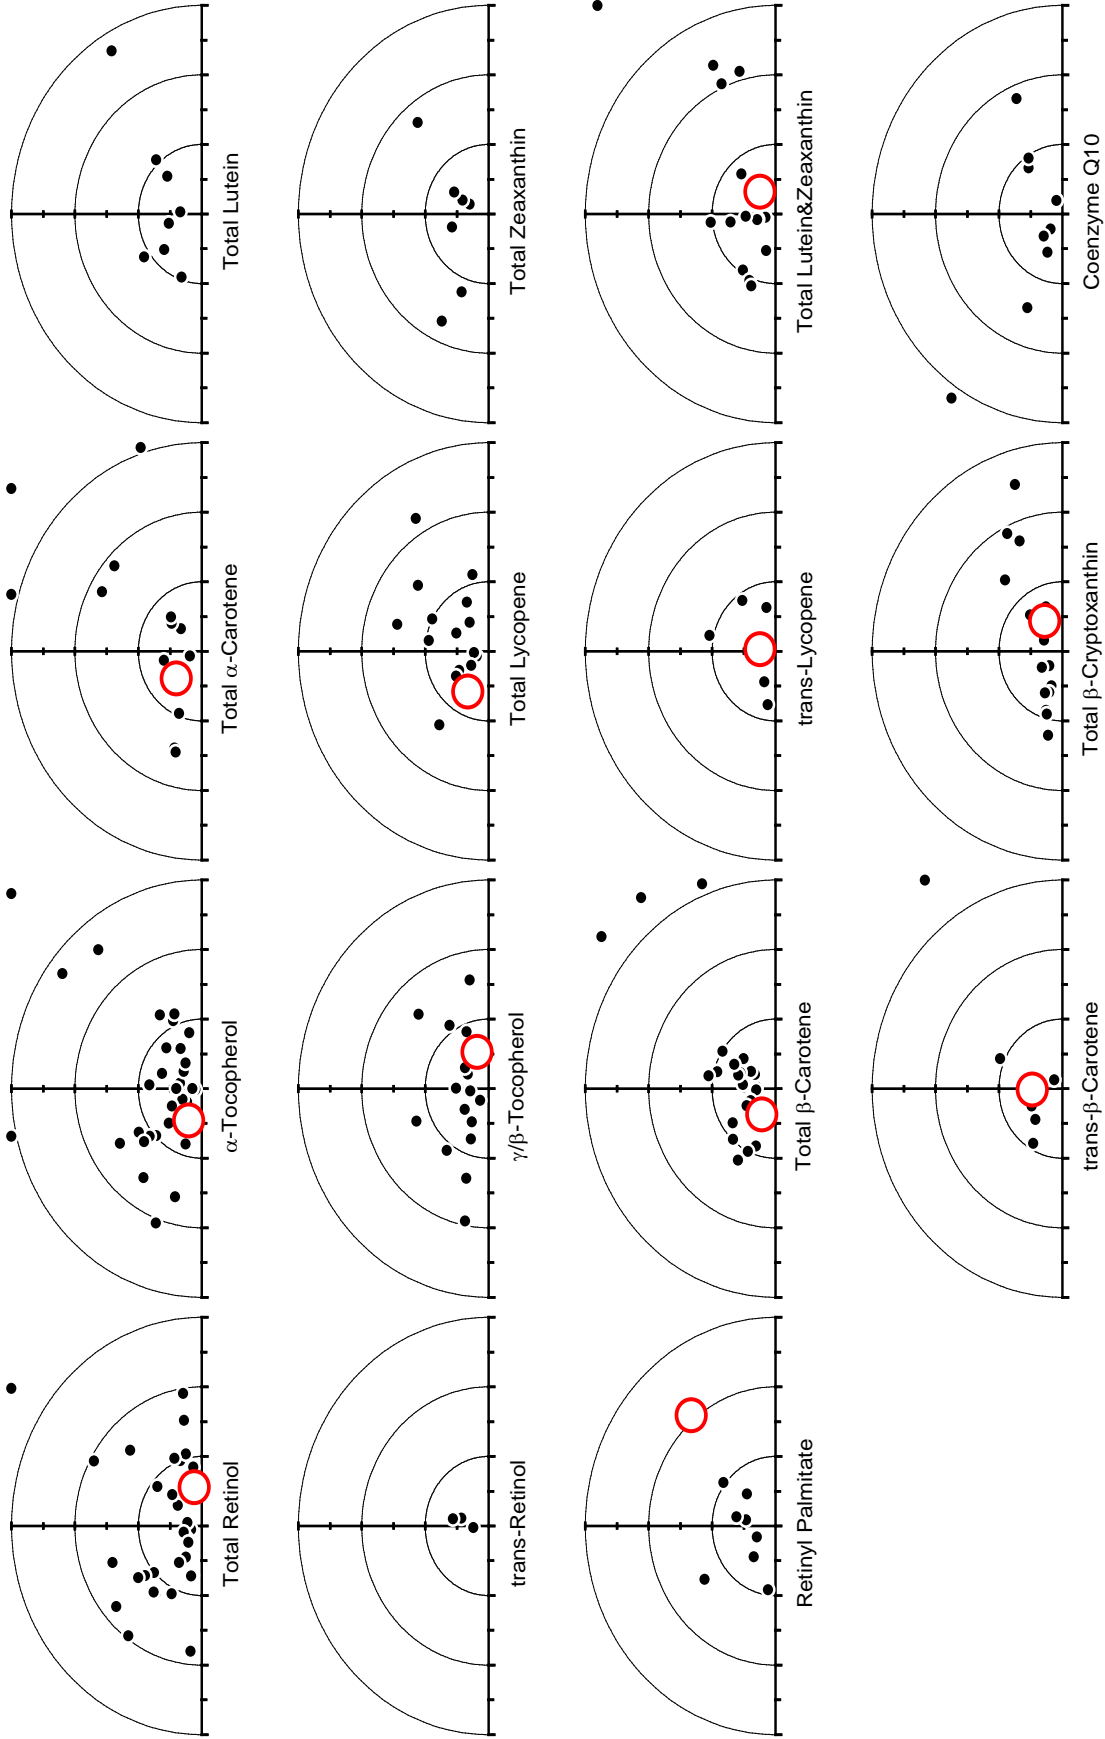 Total Retinol
α-Tocopherol
Total α-Carotene
Total Lutein
trans-Retinol
γ/β-Tocopherol
Total Lycopene
Total Zeaxanthin
Retinyl Palmitate
Total β-Carotene
trans-Lycopene
Total Lutein&Zeaxanthin
trans-β-Carotene
Total β-Cryptoxanthin
Coenzyme Q10